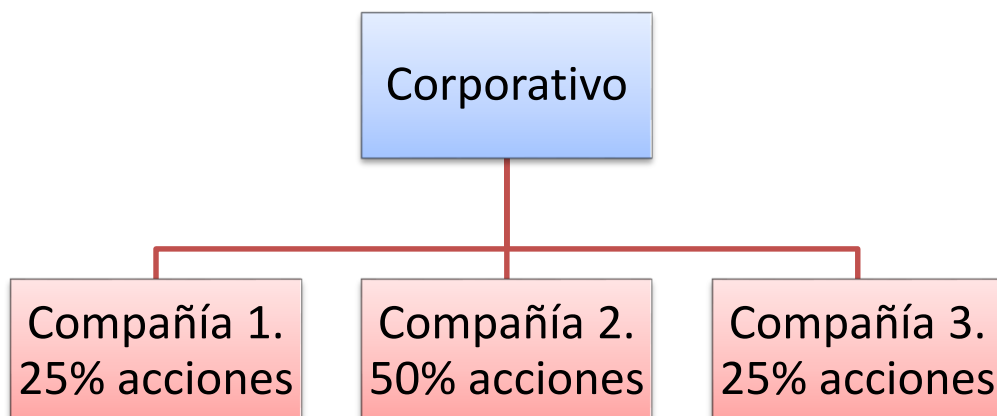 Corporativo
Compañía 1.
25% acciones
Compañía 2.
50% acciones
Compañía 3.
25% acciones